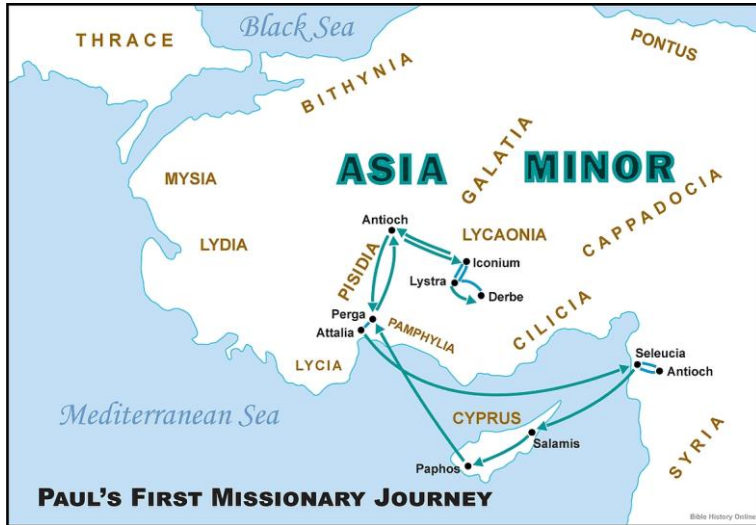 Black Sea
THRACE
PONTUS
BITHYNIA
GALATIA
ASIA MINOR
MYSIA
CAPPADOCIA
Antioch
LYDIA
LYCAONIA
PISIDIA
Iconium
Lystra
Derbe
Perga
PAMPHYLIA
Attalia
CILICIA
LYCIA
Seleucia
Antioch
Mediterranean Sea
CYPRUS
Salamis
SYRIA
Paphos
PAUL'S FIRST MISSIONARY JOURNEY
Bible History Online